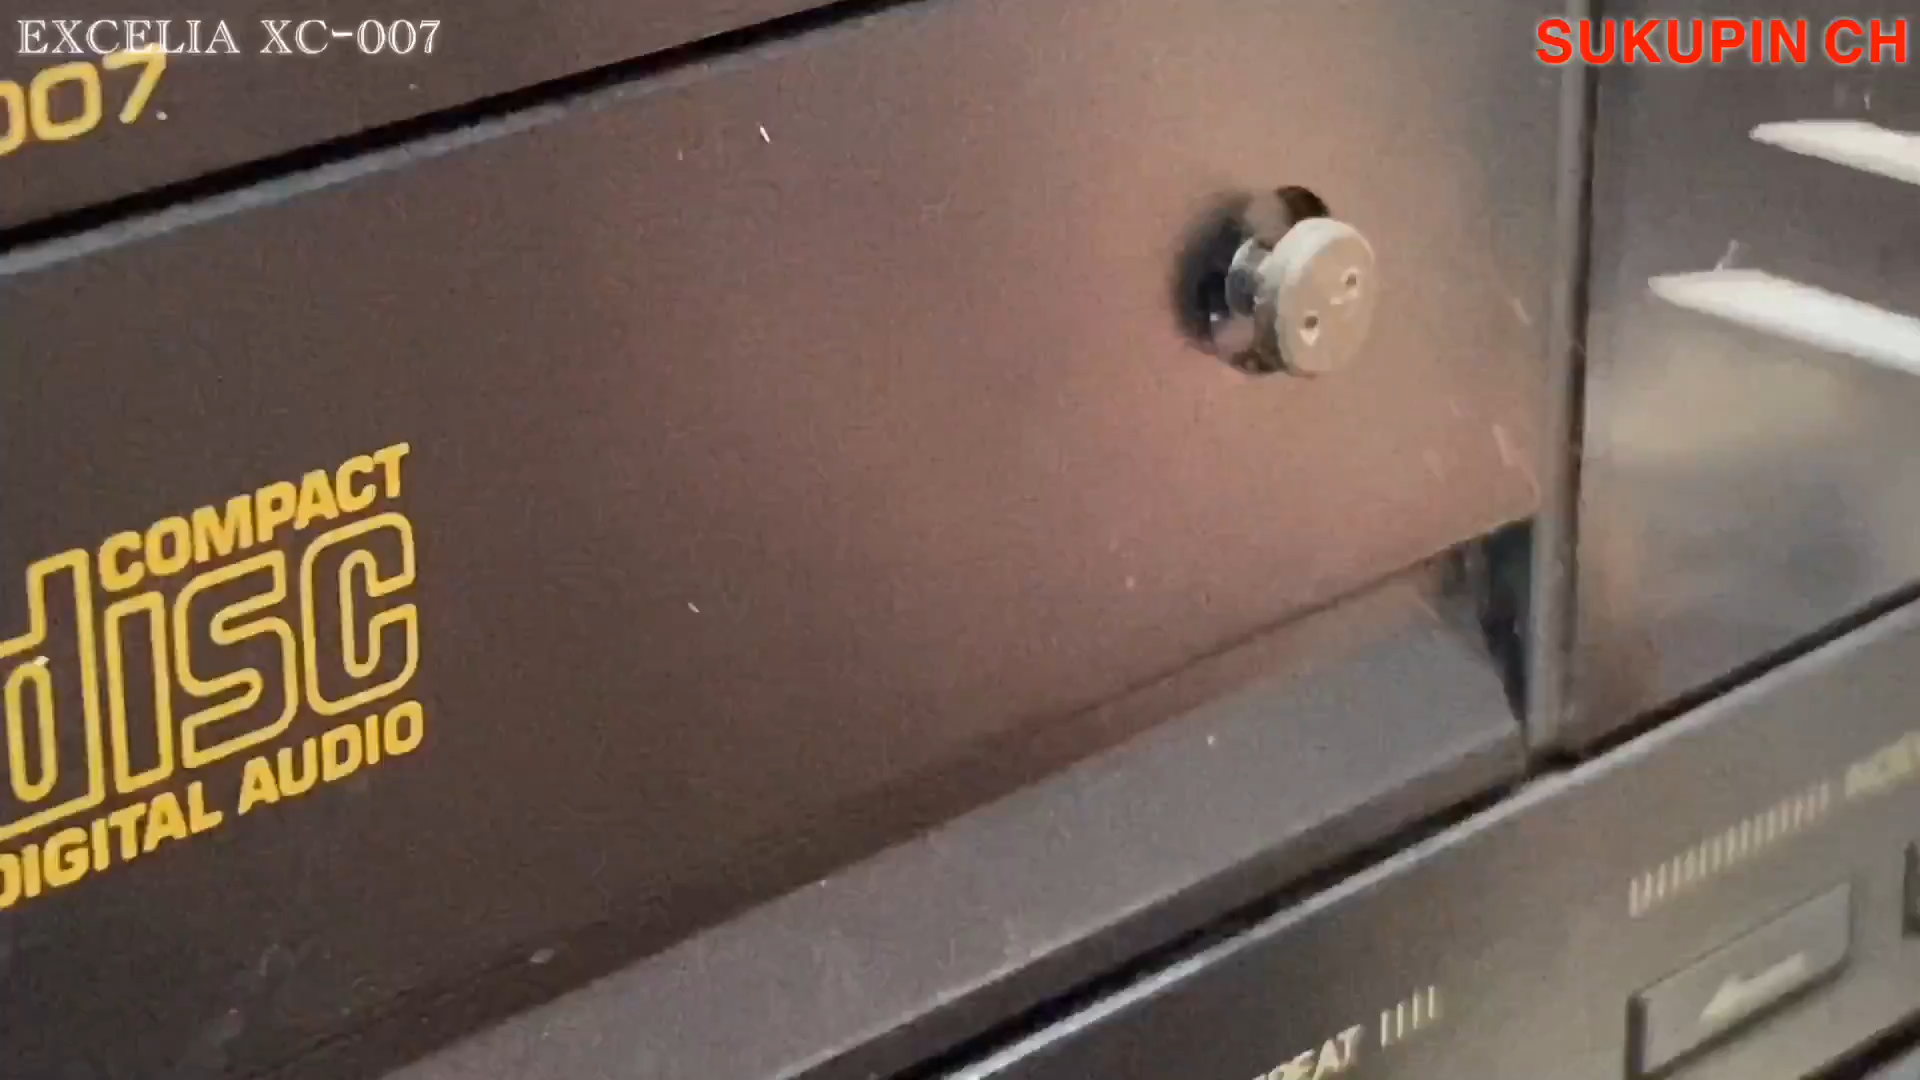 EXCELIA XC-007
SUKUPIN CH
007
COMPACT
disc
DIGITAL AUDIO